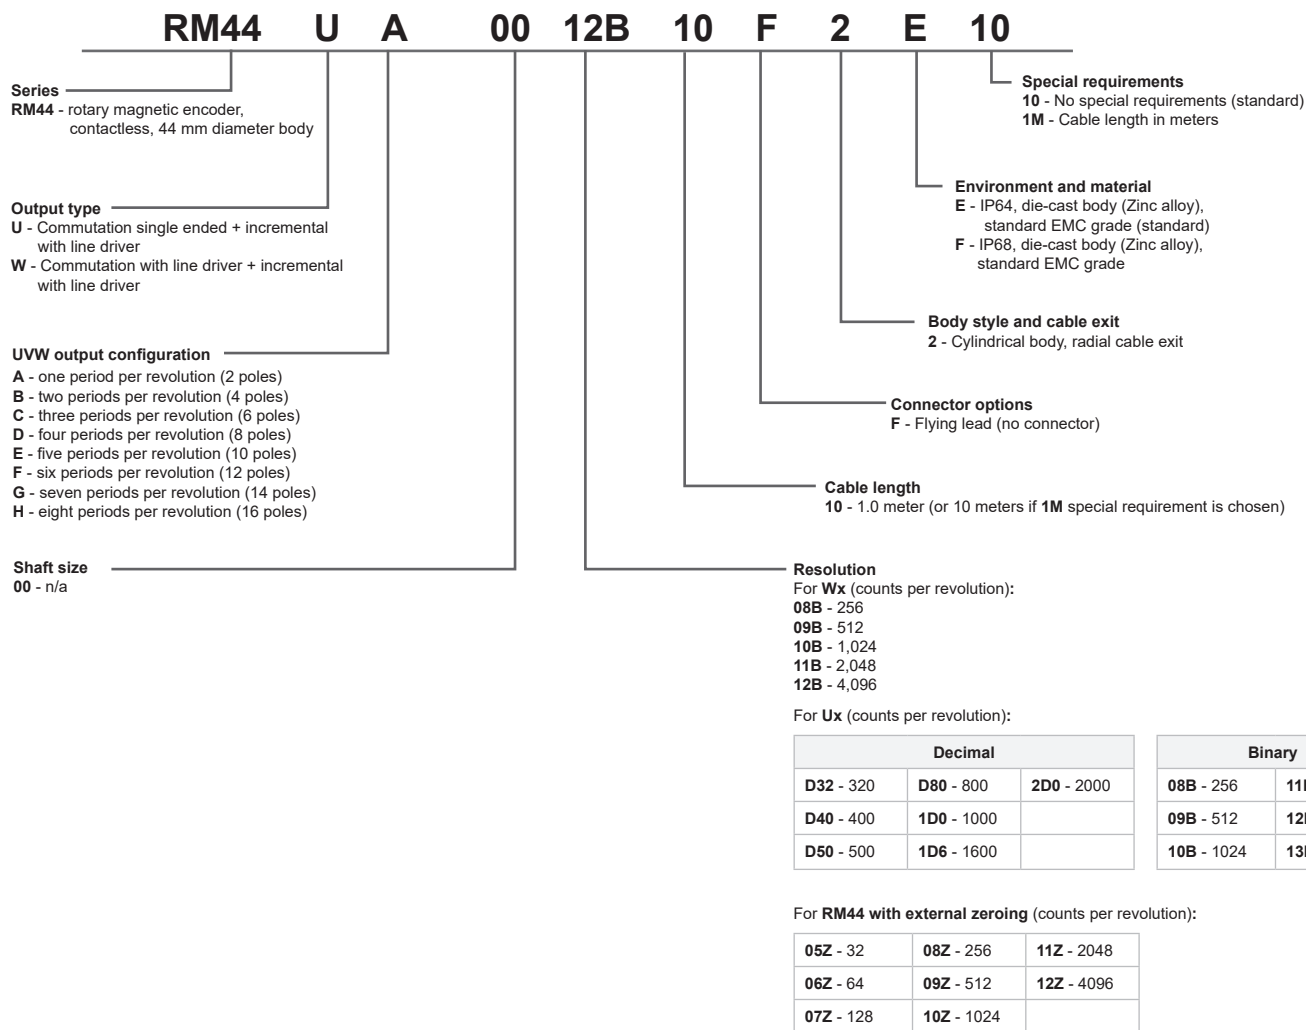 RM44 U A 00 12B 10 F 2 E 10
Series
RM44 - rotary magnetic encoder,
contactless, 44 mm diameter body
Output type
U - Commutation single ended + incremental
with line driver
W - Commutation with line driver + incremental
with line driver
UVW output configuration
A - one period per revolution (2 poles)
B - two periods per revolution (4 poles)
C - three periods per revolution (6 poles)
D - four periods per revolution (8 poles)
E - five periods per revolution (10 poles)
F - six periods per revolution (12 poles)
G - seven periods per revolution (14 poles)
H - eight periods per revolution (16 poles)
Shaft size
00 - n/a
Special requirements
10 - No special requirements (standard)
1M - Cable length in meters
Environment and material
E - IP64, die-cast body (Zinc alloy),
standard EMC grade (standard)
F - IP68, die-cast body (Zinc alloy),
standard EMC grade
Body style and cable exit
2 - Cylindrical body, radial cable exit
Connector options
F - Flying lead (no connector)
Cable length
10 - 1.0 meter (or 10 meters if 1M special requirement is chosen)
Resolution
For Wx (counts per revolution):
08B - 256
09B - 512
10B - 1,024
11B - 2,048
12B - 4,096
For Ux (counts per revolution):
Decimal
D32 - 320 D80 - 800 2D0 - 2000
D40 - 400 1D0 - 1000
D50 - 500 1D6 - 1600
Binary
08B - 256
09B - 512
10B - 1024
For RM44 with external zeroing (counts per revolution):
05Z - 32 08Z - 256 11Z - 2048
06Z - 64 09Z - 512 12Z - 4096
07Z - 128 10Z - 1024